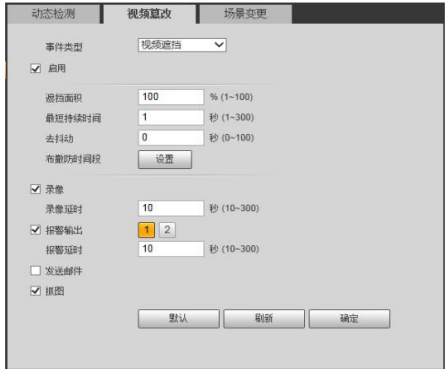 动态检测 视频篡改 场景变更
事件类型 视频遮挡
启用
遮挡面积 100 % (1~100)
最短持续时间 1 秒 (1~300)
去抖动 0 秒 (0~100)
布撤防时间段 设置
录像
录像延时 10 秒 (10~300)
报警输出 1 2
报警延时 10 秒 (10~300)
发送邮件
抓图
默认 刷新 确定